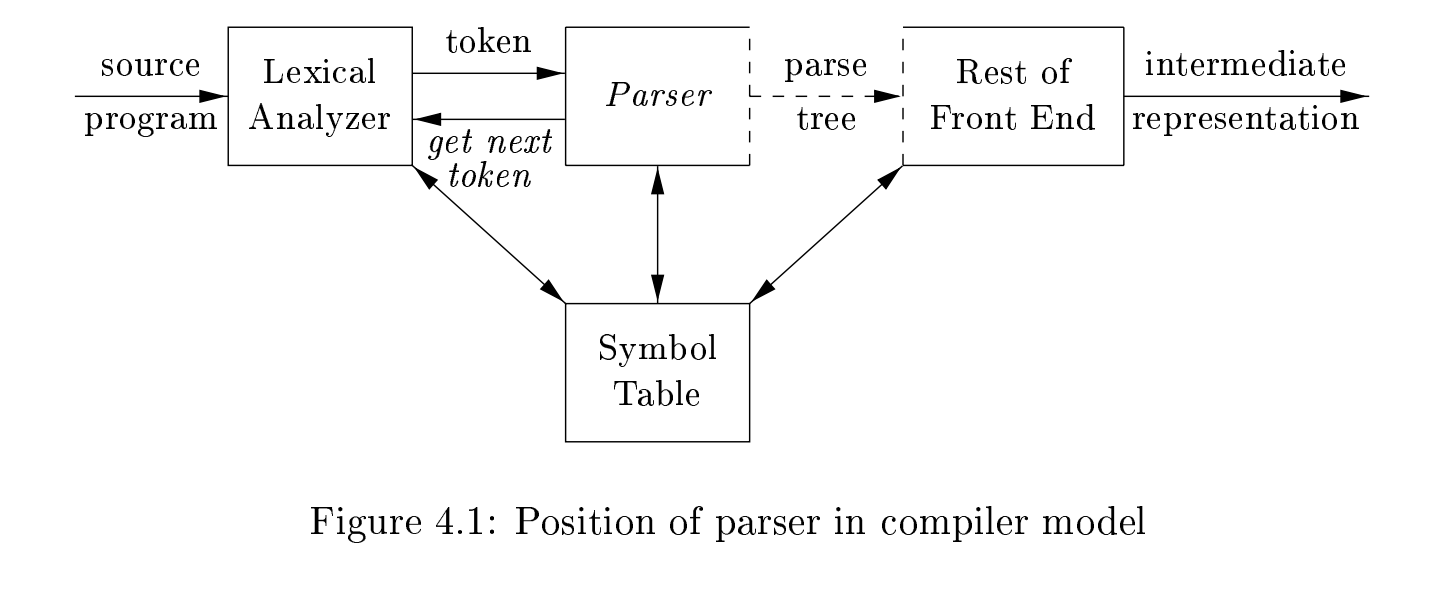 source
program
Lexical
Analyzer
token
get next
token
Parser
parse
tree
Rest of
Front End
intermediate
representation
Symbol
Table
Figure 4.1: Position of parser in compiler model